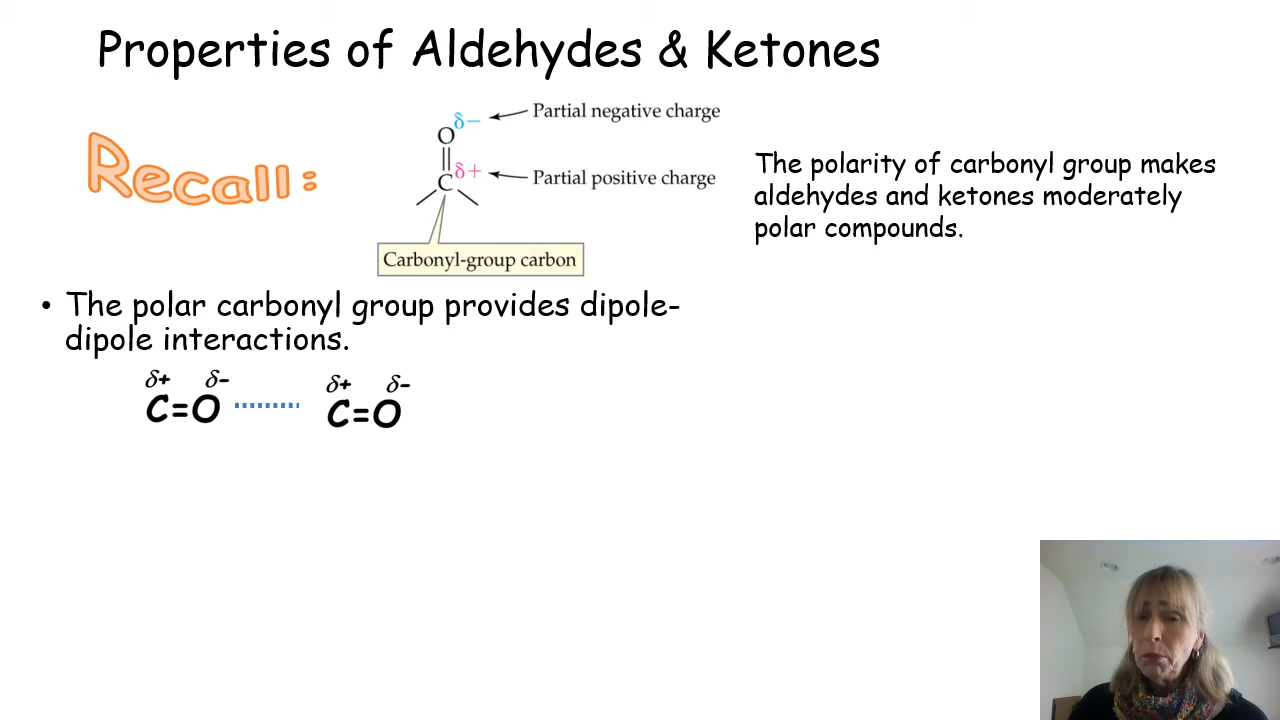 Properties of Aldehydes & Ketones
Recall:
δ−
Partial negative charge
O
δ+
Partial positive charge
C
Carbonyl-group carbon
The polarity of carbonyl group makes
aldehydes and ketones moderately
polar compounds.
• The polar carbonyl group provides dipole-
dipole interactions.
δ+ δ- δ+ δ-
C=O C=O